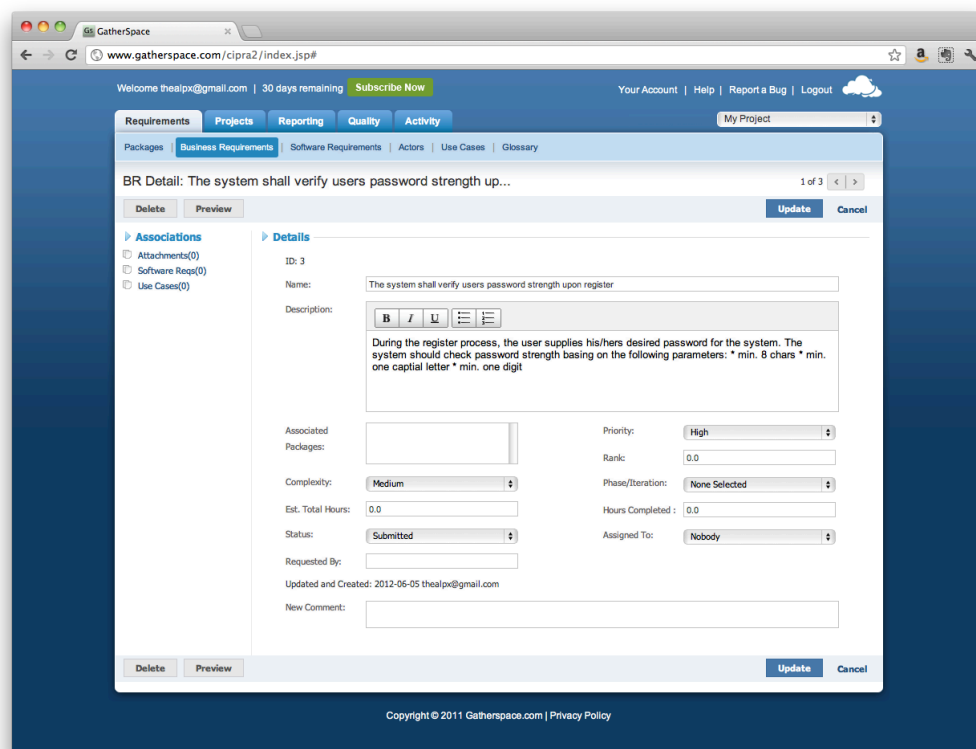 GS GatherSpace
www.gatherspace.com/cipra2/index.jsp#
Welcome thealpx@gmail.com | 30 days remaining Subscribe Now
Your Account | Help | Report a Bug | Logout
Requirements Projects Reporting Quality Activity
My Project
Packages | Business Requirements | Software Requirements | Actors | Use Cases | Glossary
BR Detail: The system shall verify users password strength up...
1 of 3 < >
Delete Preview
Update Cancel
Associations
Attachments(0)
Software Reqs(0)
Use Cases(0)
Details
ID: 3
Name: The system shall verify users password strength upon register
Description:
B I U
During the register process, the user supplies his/hers desired password for the system. The
system should check password strength basing on the following parameters: * min. 8 chars * min.
one captial letter * min. one digit
Associated
Packages:
Priority: High
Rank: 0.0
Complexity: Medium
Phase/Iteration: None Selected
Est. Total Hours: 0.0
Hours Completed : 0.0
Status: Submitted
Assigned To: Nobody
Requested By:
Updated and Created: 2012-06-05 thealpx@gmail.com
New Comment:
Delete Preview
Update Cancel
Copyright © 2011 Gatherspace.com | Privacy Policy